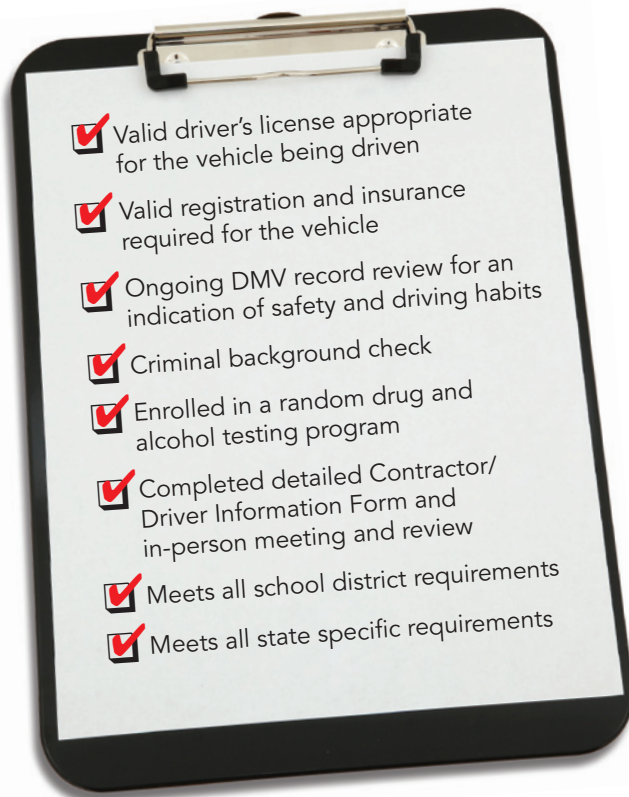 Valid driver's license appropriate
for the vehicle being driven
Valid registration and insurance
required for the vehicle
Ongoing DMV record review for an
indication of safety and driving habits
Criminal background check
Enrolled in a random drug and
alcohol testing program
Completed detailed Contractor/
Driver Information Form and
in-person meeting and review
Meets all school district requirements
Meets all state specific requirements